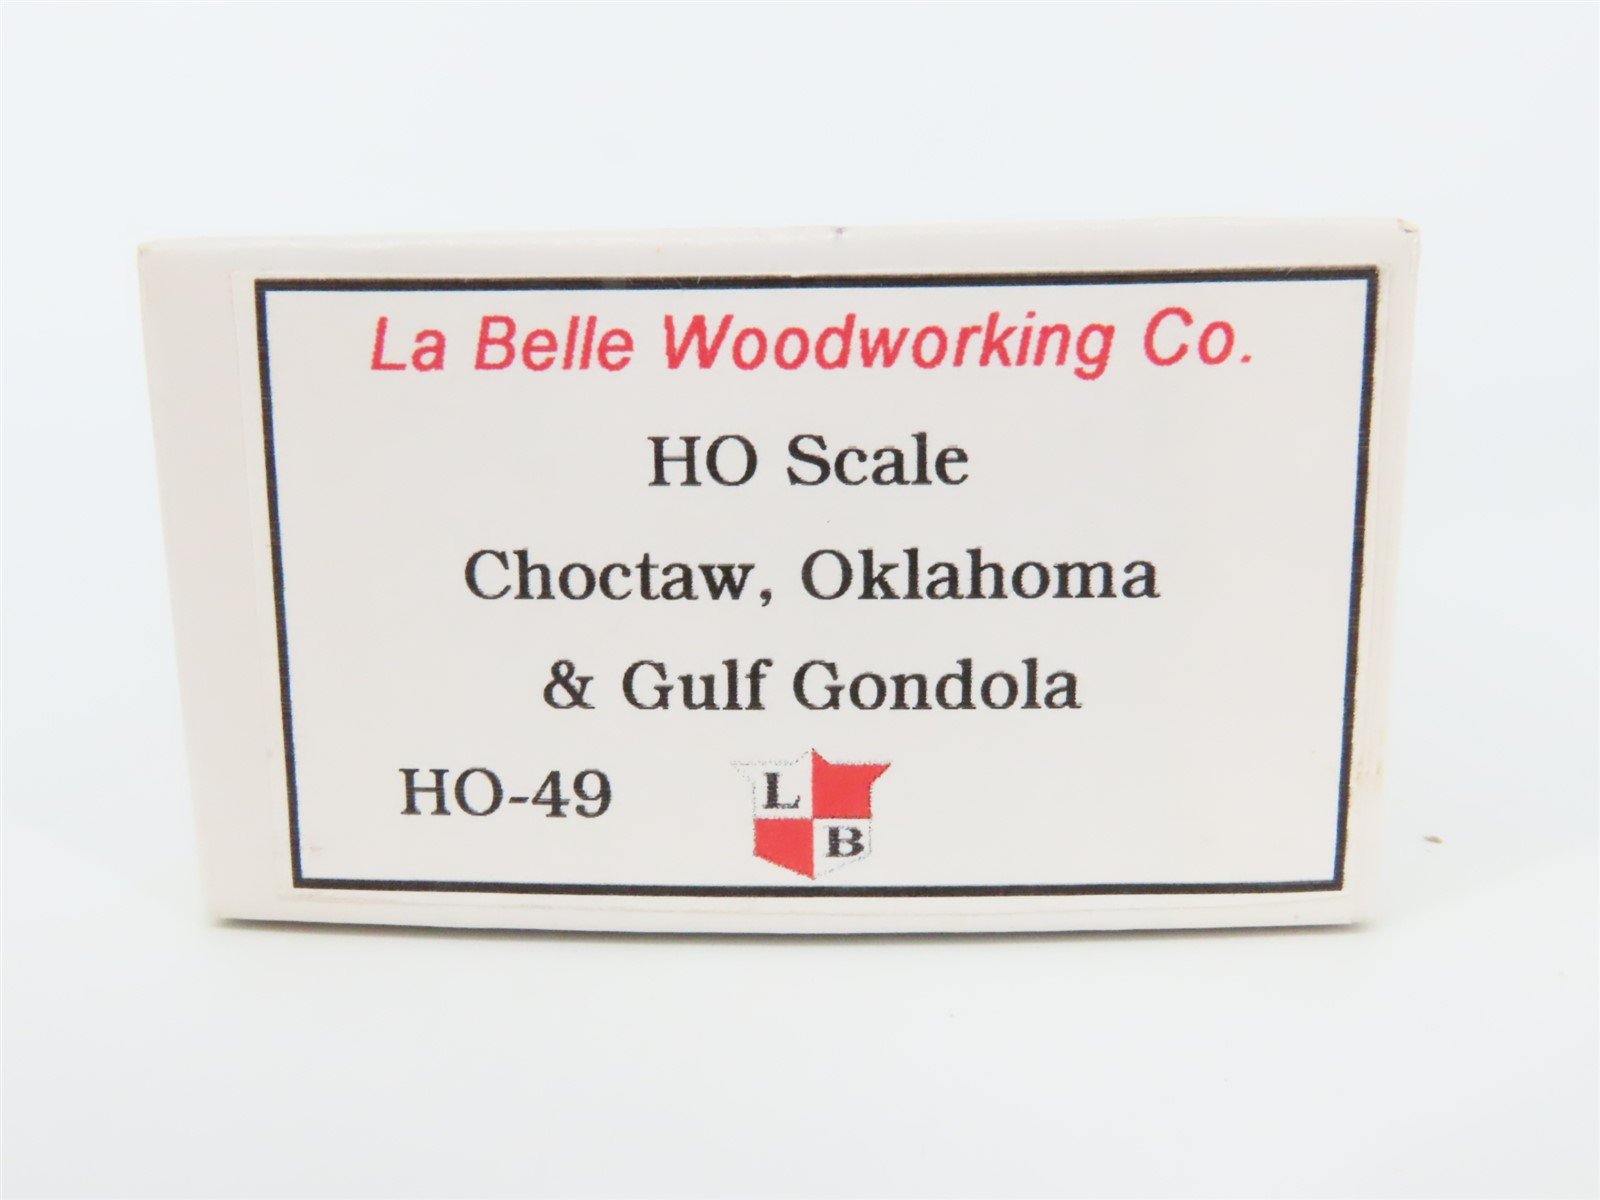 La Belle Woodworking Co.
HO Scale
Choctaw, Oklahoma
& Gulf Gondola
HO-49
L
B